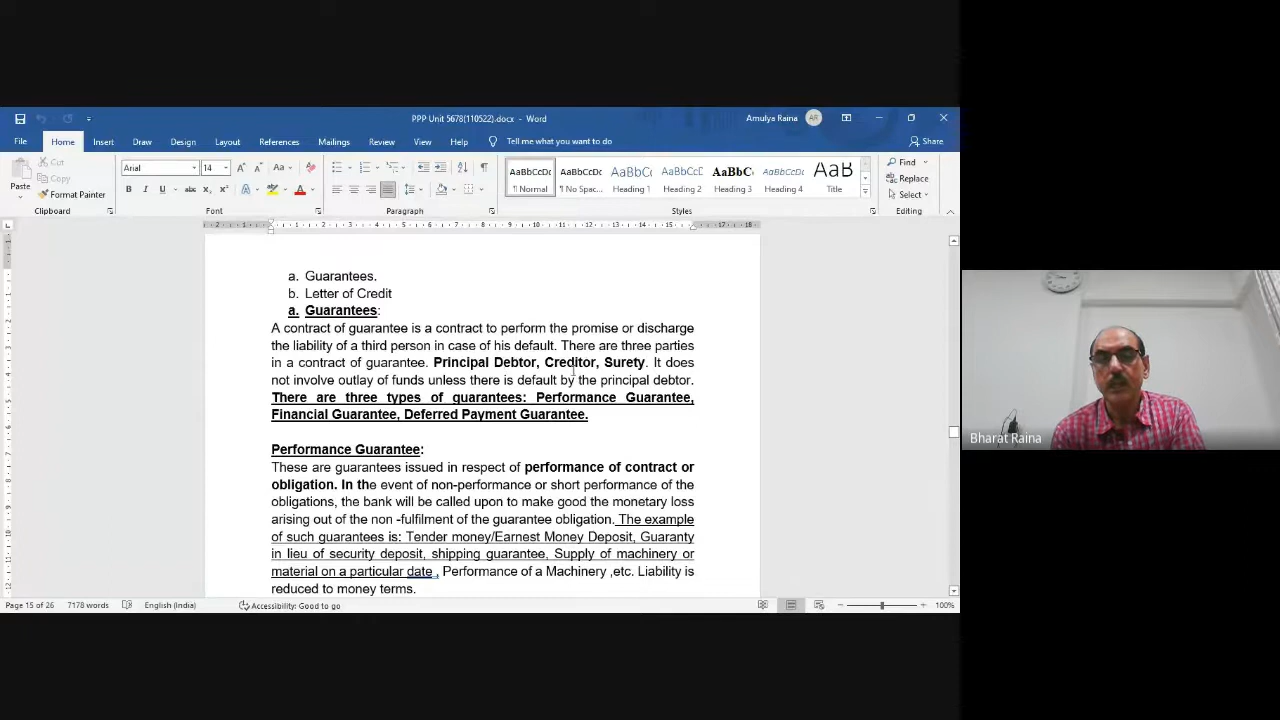 PPP Unit 5678(110522).docx - Word
Amulya Raina AR
File Home Insert Draw Design Layout References Mailings Review View Help Tell me what you want to do Share
Paste
Cut
Copy
Format Painter
Clipboard
Arial 14
Font
Paragraph
AaBbCcDc AaBbCcDc AaBbCc AaBbCcD AaBbC AaBbCcD AaB
¶ Normal ¶ No Spac... Heading 1 Heading 2 Heading 3 Heading 4 Title
Styles
Find
Replace
Select
Editing
a. Guarantees.
b. Letter of Credit
a. Guarantees:
A contract of guarantee is a contract to perform the promise or discharge
the liability of a third person in case of his default. There are three parties
in a contract of guarantee. Principal Debtor, Creditor, Surety. It does
not involve outlay of funds unless there is default by the principal debtor.
There are three types of guarantees: Performance Guarantee,
Financial Guarantee, Deferred Payment Guarantee.
Performance Guarantee:
These are guarantees issued in respect of performance of contract or
obligation. In the event of non-performance or short performance of the
obligations, the bank will be called upon to make good the monetary loss
arising out of the non -fulfilment of the guarantee obligation. The example
of such guarantees is: Tender money/Earnest Money Deposit, Guaranty
in lieu of security deposit, shipping guarantee, Supply of machinery or
material on a particular date , Performance of a Machinery ,etc. Liability is
reduced to money terms.
Page 15 of 26 7178 words English (India) Accessibility: Good to go 100%
Bharat Raina